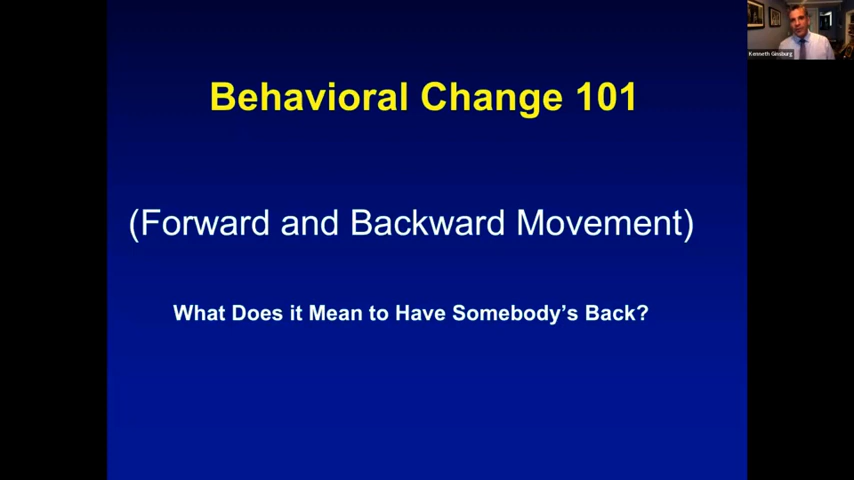 Kenneth Ginsburg
Behavioral Change 101
(Forward and Backward Movement)
What Does it Mean to Have Somebody's Back?